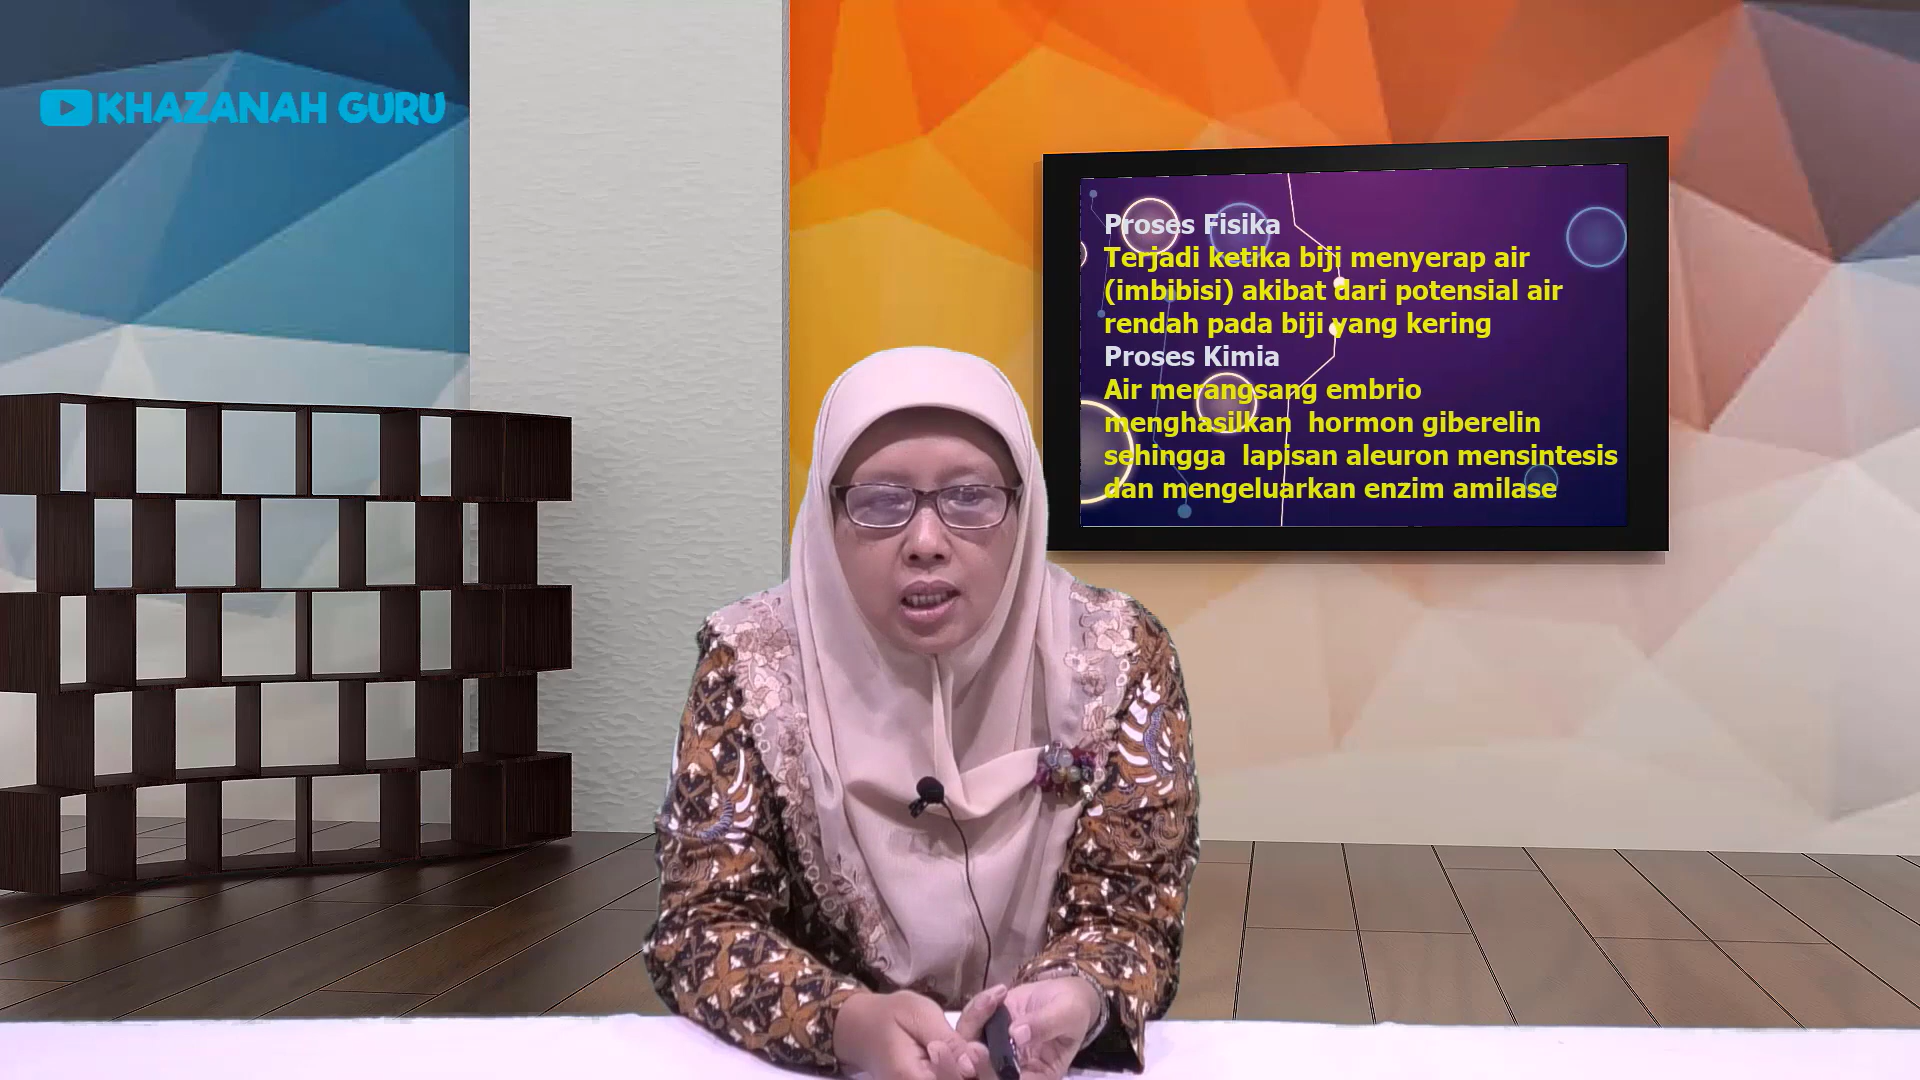 KHAZANAH GURU
Proses Fisika
Terjadi ketika biji menyerap air
(imbibisi) akibat dari potensial air
rendah pada biji yang kering
Proses Kimia
Air merangsang embrio
menghasilkan hormon giberelin
sehingga lapisan aleuron mensintesis
dan mengeluarkan enzim amilase